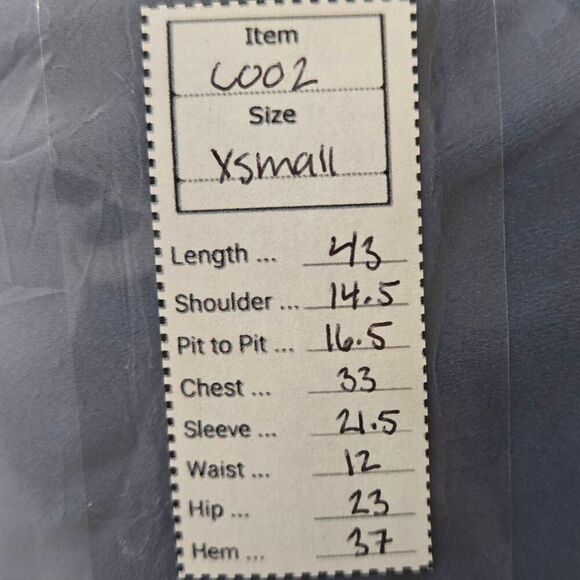 Item
C002
Size
XSmall
Length ... 43
Shoulder ... 14.5
Pit to Pit ... 16.5
Chest ... 33
Sleeve ... 21.5
Waist ... 12
Hip ... 23
Hem ... 37